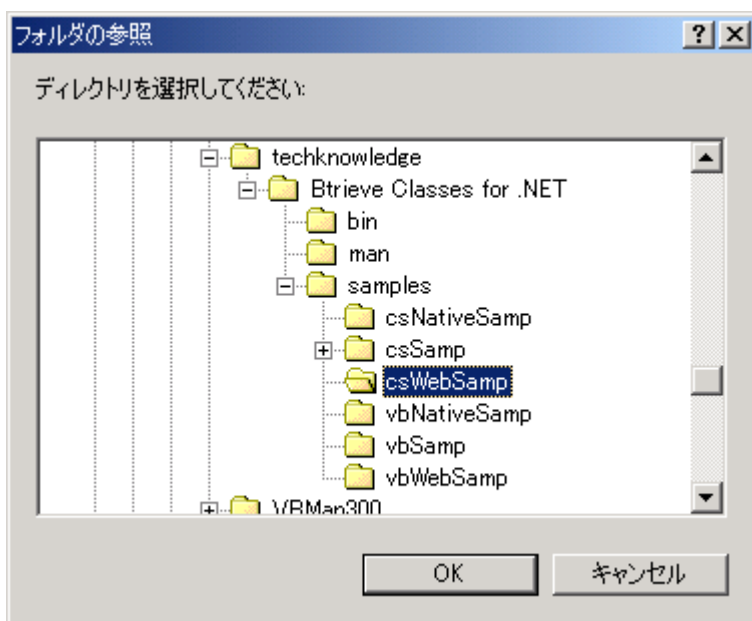 フォルダの参照
ディレクトリを選択してください:
techknowledge
Btrieve Classes for .NET
bin
man
samples
csNativeSamp
csSamp
csWebSamp
vbNativeSamp
vbSamp
vbWebSamp
VBMan300
OK キャンセル